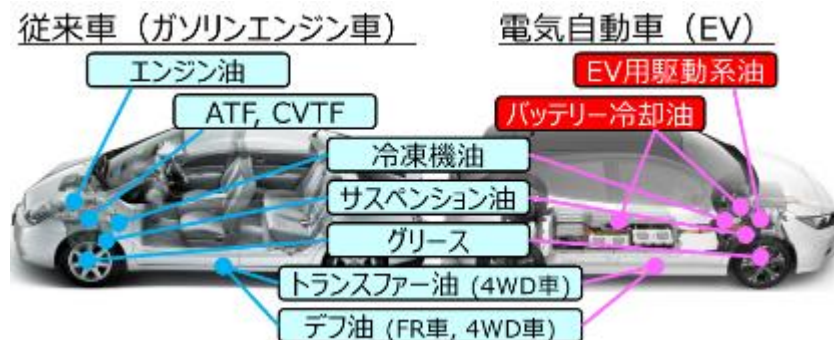 従来車（ガソリンエンジン車）
電気自動車（EV）
エンジン油
EV用駆動系油
ATF, CVTF
バッテリー冷却油
冷凍機油
サスペンション油
グリース
トランスファー油 (4WD車)
デフ油 (FR車, 4WD車)